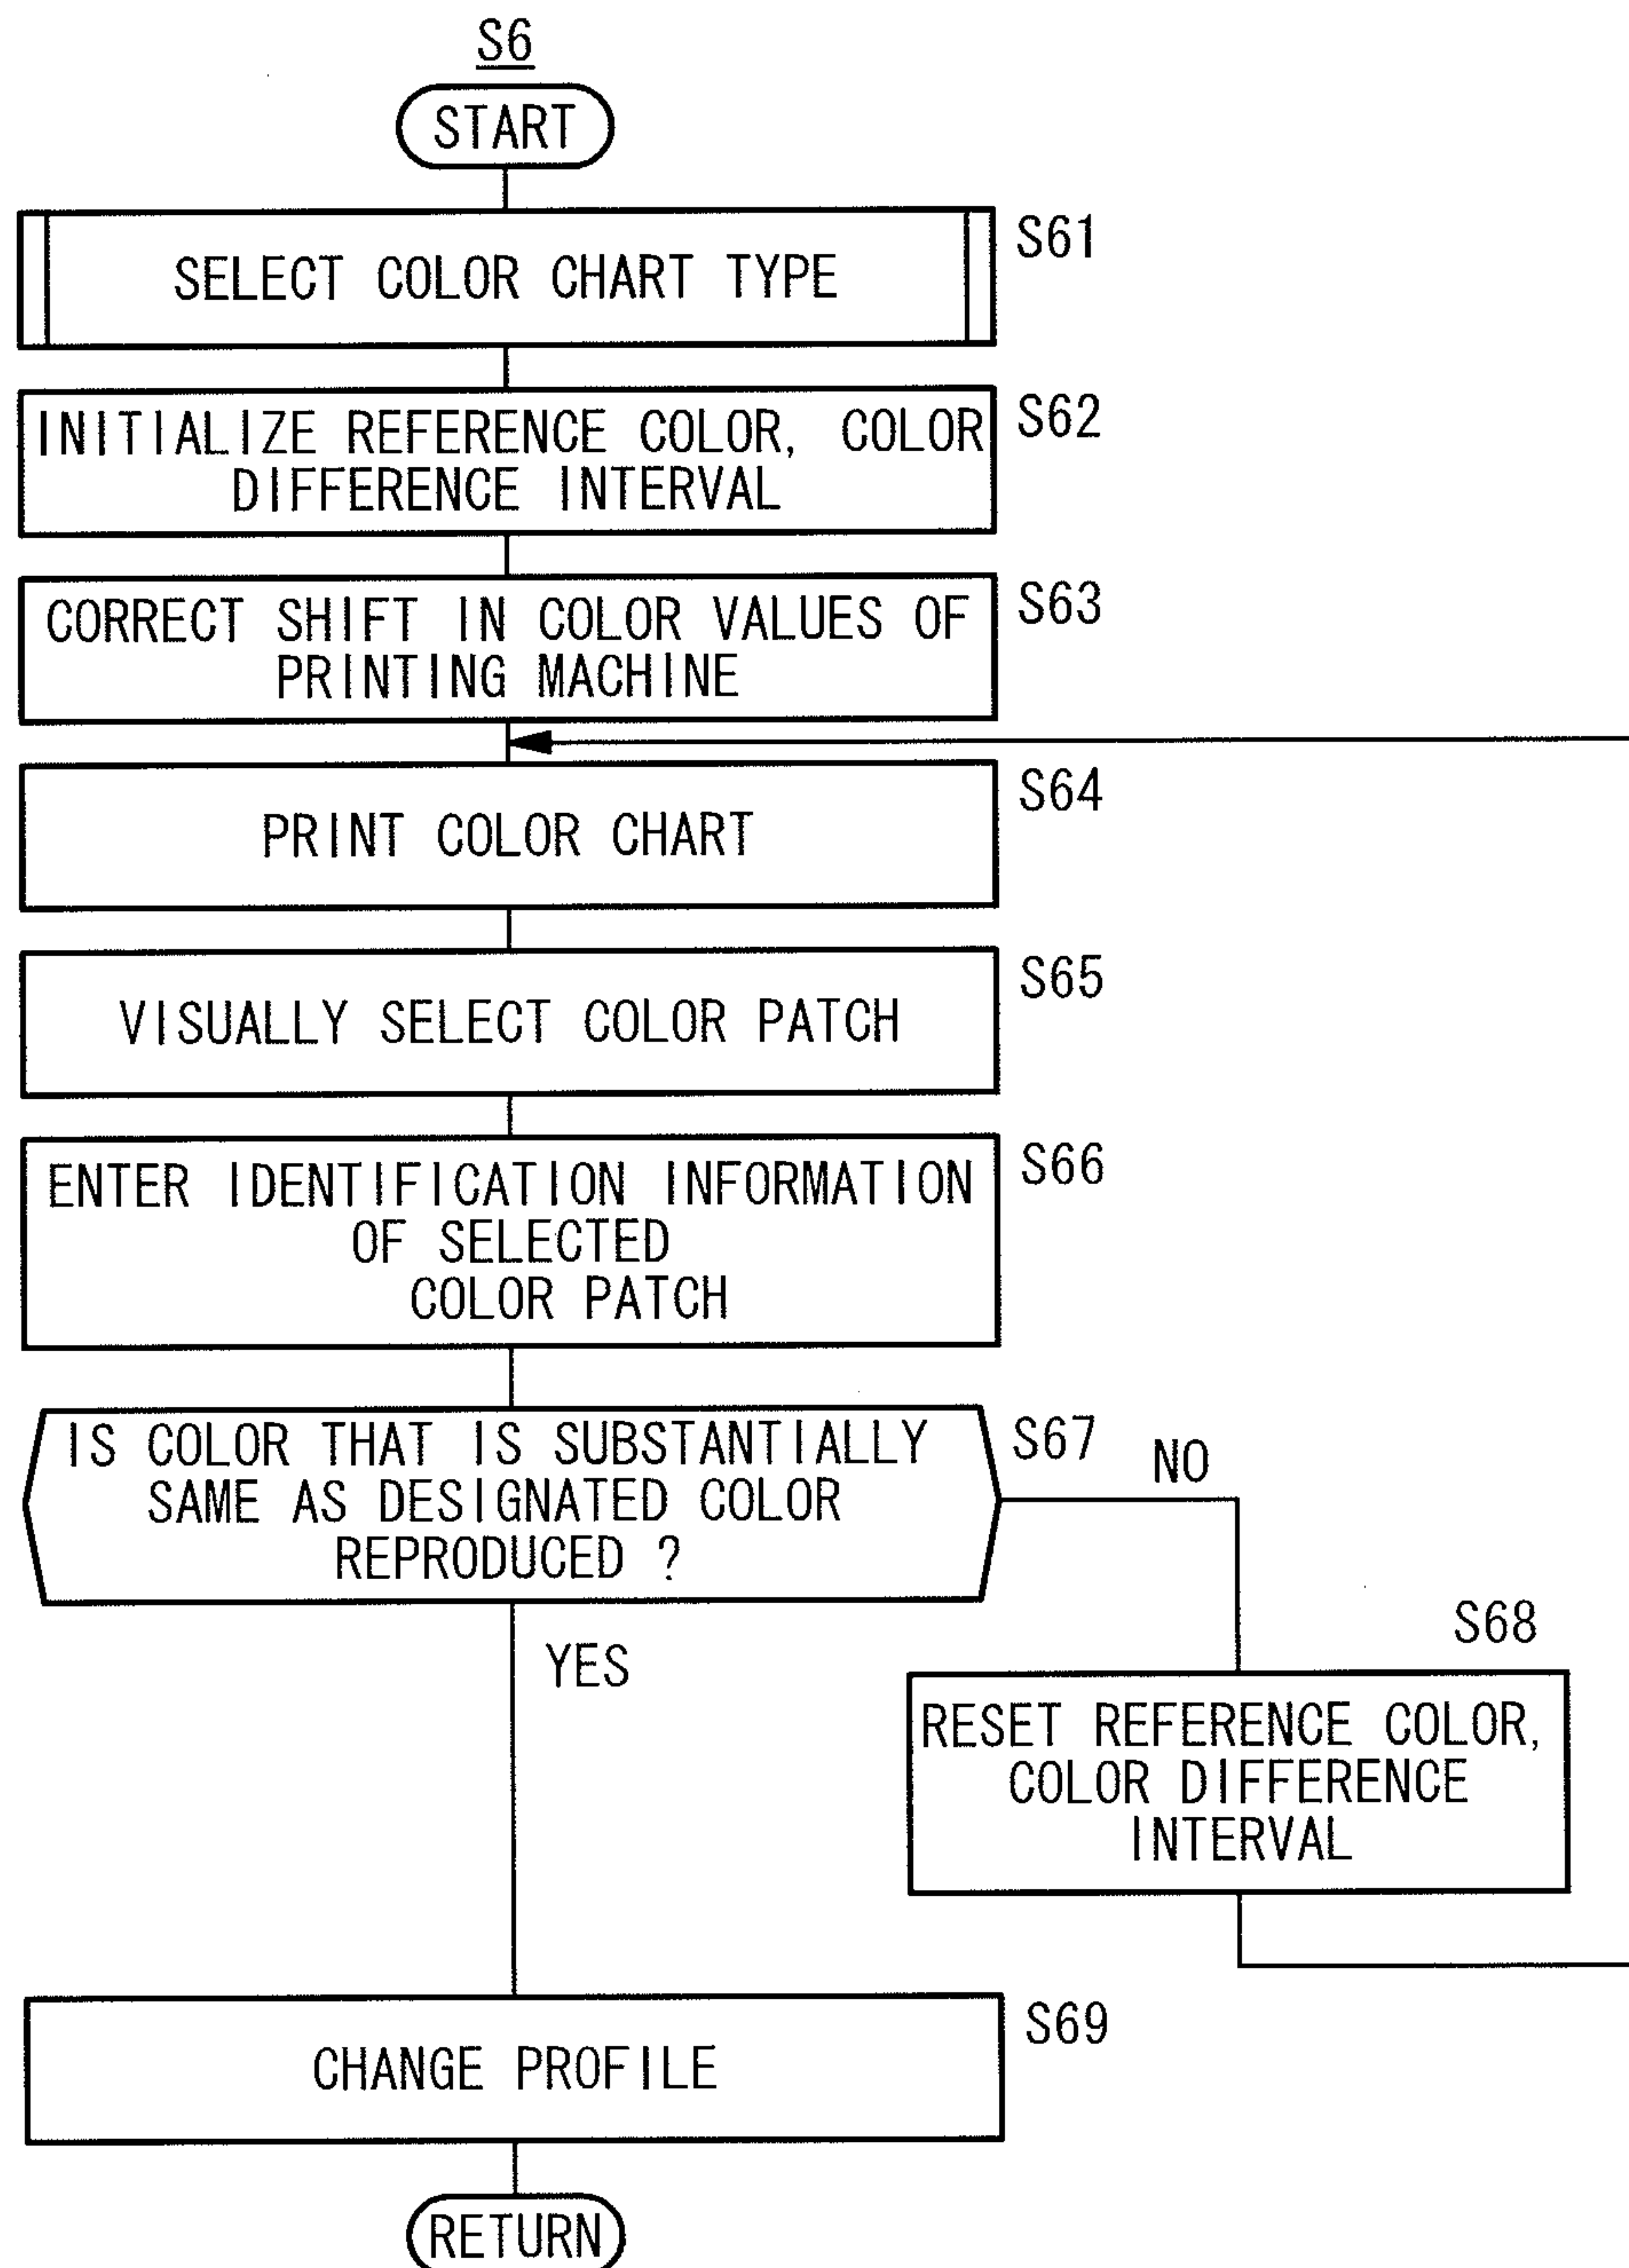 S6
START
SELECT COLOR CHART TYPE
S61
INITIALIZE REFERENCE COLOR, COLOR
DIFFERENCE INTERVAL
S62
CORRECT SHIFT IN COLOR VALUES OF
PRINTING MACHINE
S63
PRINT COLOR CHART
S64
VISUALLY SELECT COLOR PATCH
S65
ENTER IDENTIFICATION INFORMATION
OF SELECTED
COLOR PATCH
S66
IS COLOR THAT IS SUBSTANTIALLY
SAME AS DESIGNATED COLOR
REPRODUCED ?
S67
NO
YES
S68
RESET REFERENCE COLOR,
COLOR DIFFERENCE
INTERVAL
CHANGE PROFILE
S69
RETURN